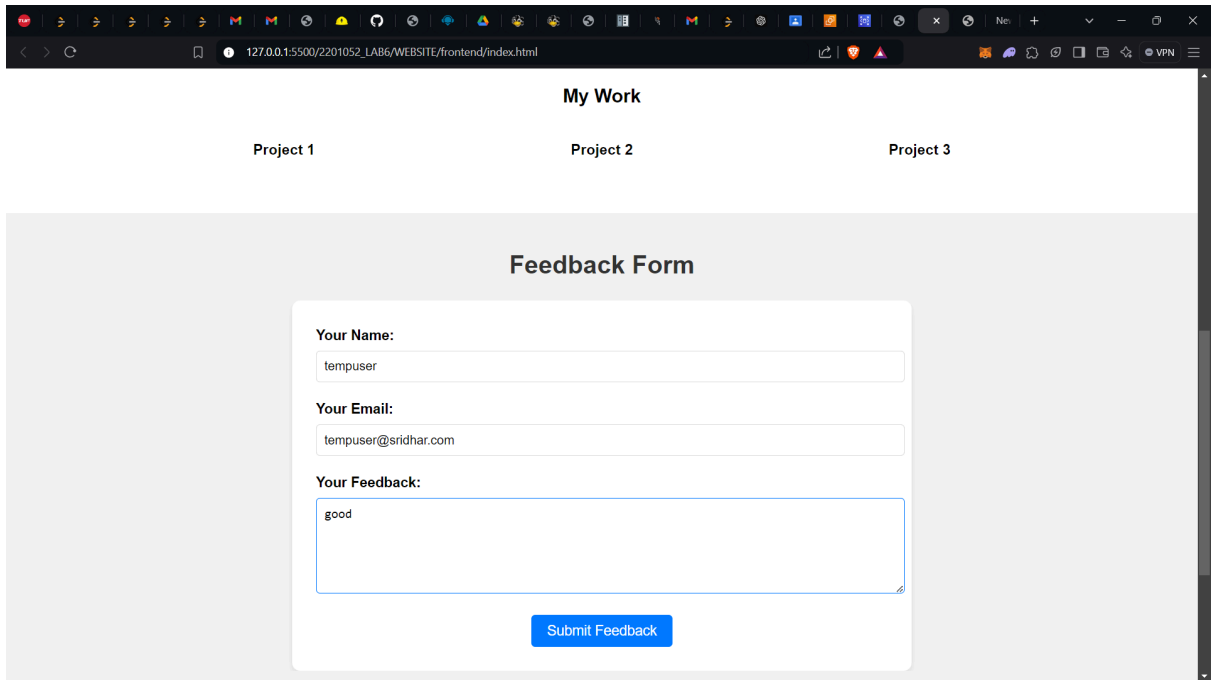 Nev
127.0.0.1:5500/2201052_LAB6/WEBSITE/frontend/index.html
VPN
My Work
Project 1 Project 2 Project 3
Feedback Form
Your Name:
tempuser
Your Email:
tempuser@sridhar.com
Your Feedback:
good
Submit Feedback